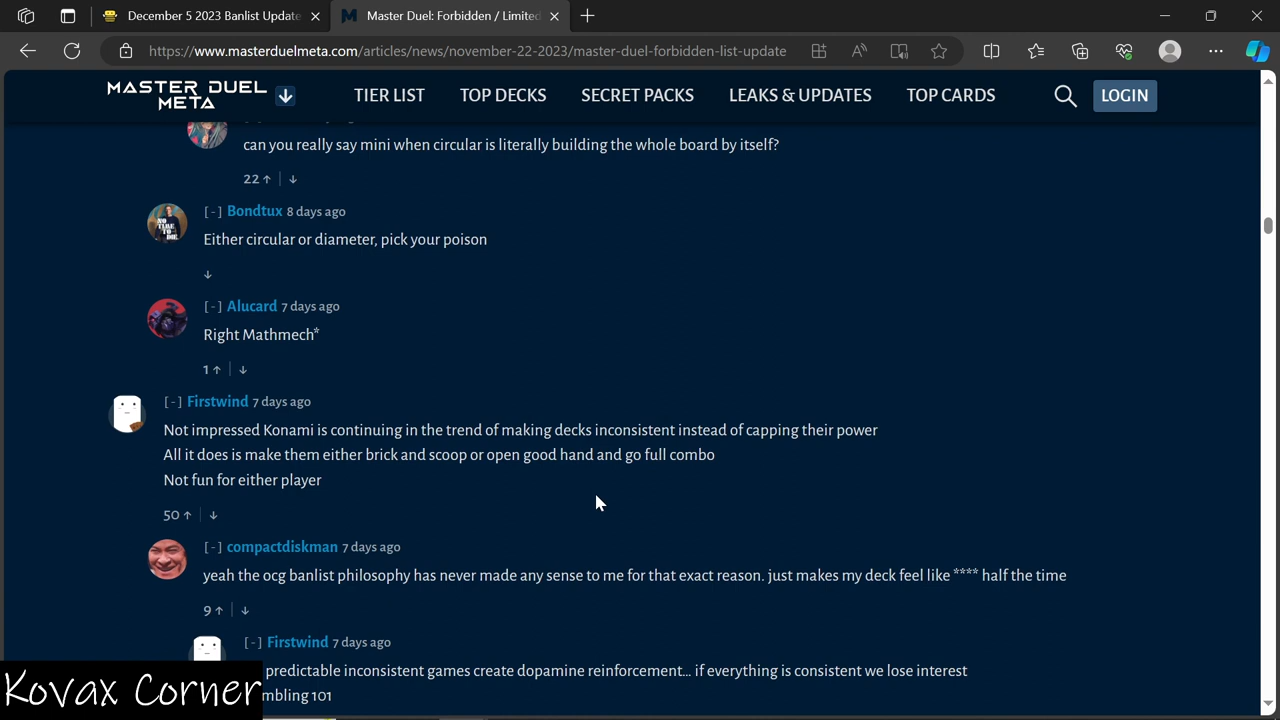 December 5 2023 Banlist Update
Master Duel: Forbidden / Limited
https://www.masterduelmeta.com/articles/news/november-22-2023/master-duel-forbidden-list-update
MASTER DUEL
META
TIER LIST
TOP DECKS
SECRET PACKS
LEAKS & UPDATES
TOP CARDS
LOGIN
can you really say mini when circular is literally building the whole board by itself?
22
[-] Bondtux 8 days ago
Either circular or diameter, pick your poison
[-] Alucard 7 days ago
Right Mathmech*
1
[-] Firstwind 7 days ago
Not impressed Konami is continuing in the trend of making decks inconsistent instead of capping their power
All it does is make them either brick and scoop or open good hand and go full combo
Not fun for either player
50
[-] compactdiskman 7 days ago
yeah the ocg banlist philosophy has never made any sense to me for that exact reason. just makes my deck feel like **** half the time
9
[-] Firstwind 7 days ago
predictable inconsistent games create dopamine reinforcement... if everything is consistent we lose interest
mbling 101
Kovax Corner
NO
TIME
TO
DIE